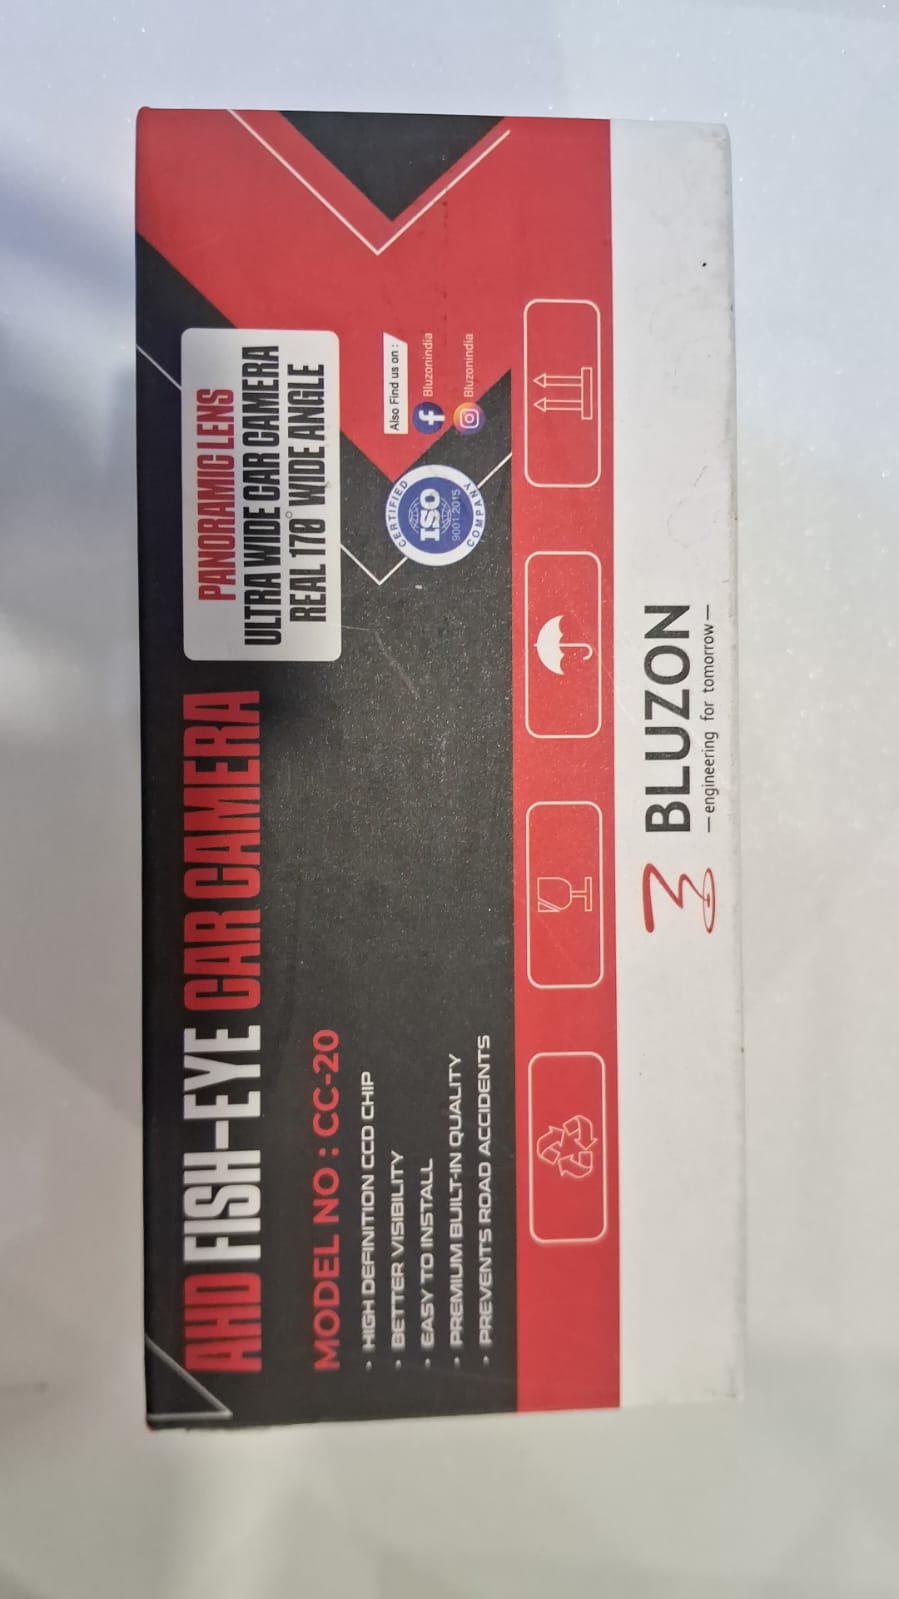 AHD FISH-EYE CAR CAMERA
PANORAMIC LENS
ULTRA WIDE CAR CAMERA
REAL 170° WIDE ANGLE
MODEL NO : CC-20
• HIGH DEFINITION CCD CHIP
• BETTER VISIBILITY
• EASY TO INSTALL
• PREMIUM BUILT-IN QUALITY
• PREVENTS ROAD ACCIDENTS
CERTIFIED
ISO
9001:2015
COMPANY
Also Find us on :
Bluzonindia
Bluzonindia
BLUZON
—engineering for tomorrow—